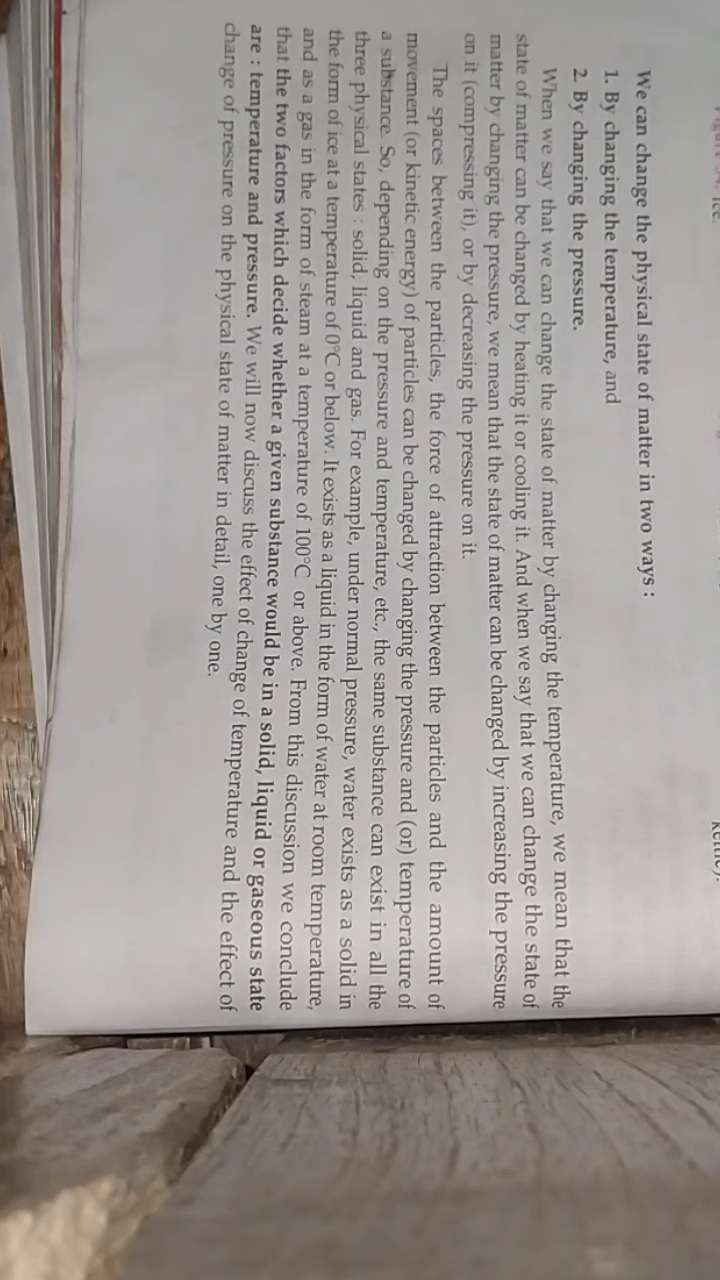 We can change the physical state of matter in two ways :
1. By changing the temperature, and
2. By changing the pressure.
When we say that we can change the state of matter by changing the temperature, we mean that the
state of matter can be changed by heating it or cooling it. And when we say that we can change the state of
matter by changing the pressure, we mean that the state of matter can be changed by increasing the pressure
on it (compressing it), or by decreasing the pressure on it.
The spaces between the particles, the force of attraction between the particles and the amount of
movement (or kinetic energy) of particles can be changed by changing the pressure and (or) temperature of
a substance. So, depending on the pressure and temperature, etc., the same substance can exist in all the
three physical states : solid, liquid and gas. For example, under normal pressure, water exists as a solid in
the form of ice at a temperature of 0°C or below. It exists as a liquid in the form of water at room temperature,
and as a gas in the form of steam at a temperature of 100°C or above. From this discussion we conclude
that the two factors which decide whether a given substance would be in a solid, liquid or gaseous state
are : temperature and pressure. We will now discuss the effect of change of temperature and the effect of
change of pressure on the physical state of matter in detail, one by one.